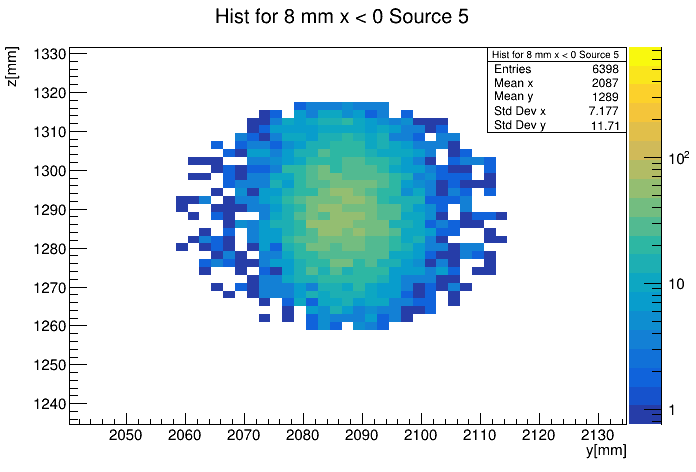 Hist for 8 mm x < 0 Source 5
z[mm]
1330
1320
1310
1300
1290
1280
1270
1260
1250
1240
Hist for 8 mm x < 0 Source 5
Entries 6398
Mean x 2087
Mean y 1289
Std Dev x 7.177
Std Dev y 11.71
10²
10
1
2050 2060 2070 2080 2090 2100 2110 2120 2130
y[mm]